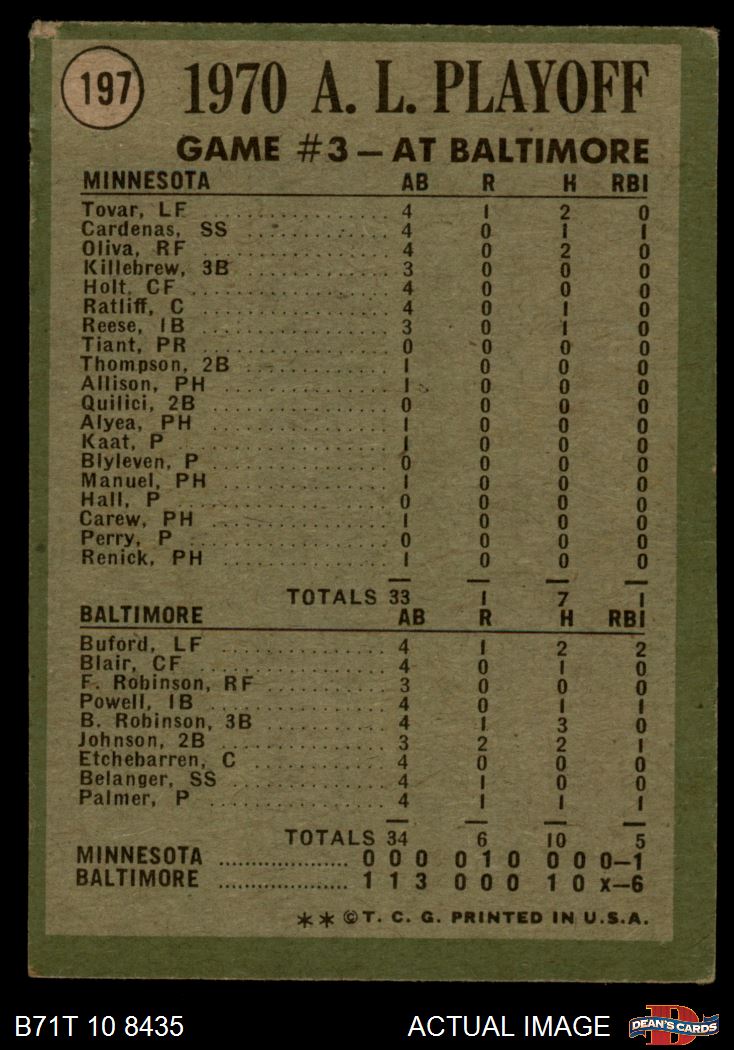 197
1970 A. L. PLAYOFF
GAME #3 – AT BALTIMORE
MINNESOTA AB R H RBI
Tovar, LF ............ 4 1 2 0
Cardenas, SS ............ 4 0 1 1
Oliva, RF ............ 4 0 2 0
Killebrew, 3B ............ 3 0 0 0
Holt, CF ............ 4 0 0 0
Ratliff, C ............ 4 0 1 0
Reese, 1B ............ 3 0 1 0
Tiant, PR ............ 0 0 0 0
Thompson, 2B ............ 1 0 0 0
Allison, PH ............ 1 0 0 0
Quilici, 2B ............ 0 0 0 0
Alyea, PH ............ 1 0 0 0
Kaat, P ............ 1 0 0 0
Blyleven, P ............ 0 0 0 0
Manuel, PH ............ 1 0 0 0
Hall, P ............ 0 0 0 0
Carew, PH ............ 1 0 0 0
Perry, P ............ 0 0 0 0
Renick, PH ............ 1 0 0 0
TOTALS 33 1 7 1
BALTIMORE AB R H RBI
Buford, LF ............ 4 1 2 2
Blair, CF ............ 4 0 1 0
F. Robinson, RF ............ 3 0 0 0
Powell, 1B ............ 4 0 1 1
B. Robinson, 3B ............ 4 1 3 0
Johnson, 2B ............ 3 2 2 1
Etchebarren, C ............ 4 0 0 0
Belanger, SS ............ 4 1 0 0
Palmer, P ............ 4 1 1 1
TOTALS 34 6 10 5
MINNESOTA .................... 0 0 0 0 1 0 0 0 0–1
BALTIMORE .................... 1 1 3 0 0 0 1 0 x–6
** ©T. C. G. PRINTED IN U.S.A.
B71T 10 8435 ACTUAL IMAGE DEAN'S CARDS